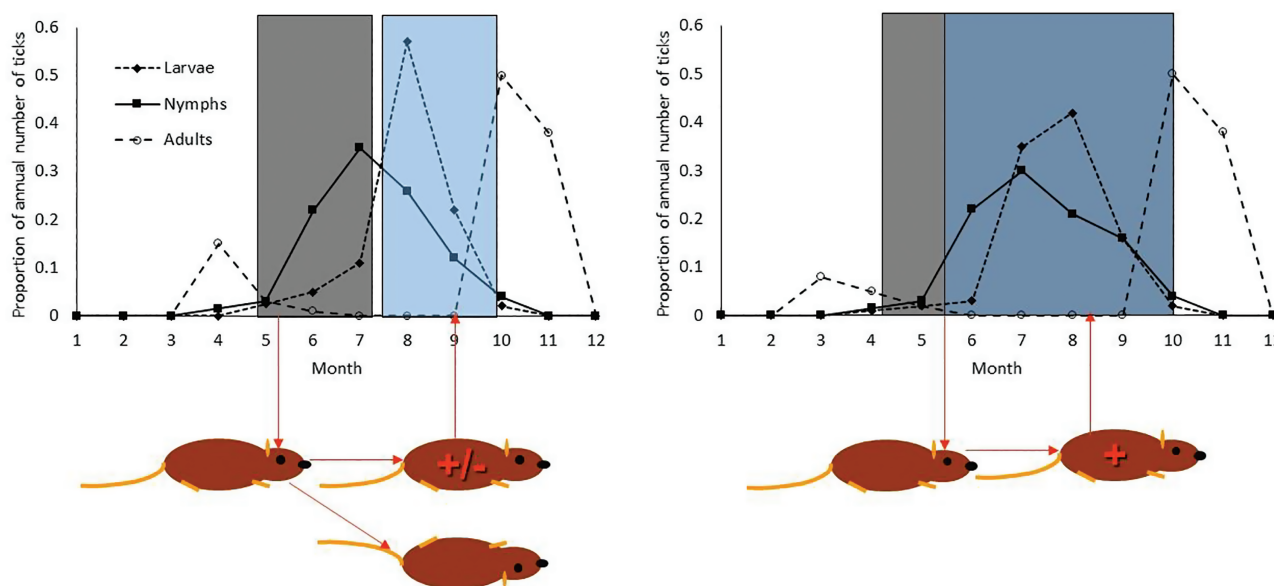 Proportion of annual number of ticks
0.6
0.5
0.4
0.3
0.2
0.1
0
Larvae
Nymphs
Adults
1 2 3 4 5 6 7 8 9 10 11 12
Month
+/-
Proportion of annual number of ticks
0.6
0.5
0.4
0.3
0.2
0.1
0
1 2 3 4 5 6 7 8 9 10 11 12
Month
+